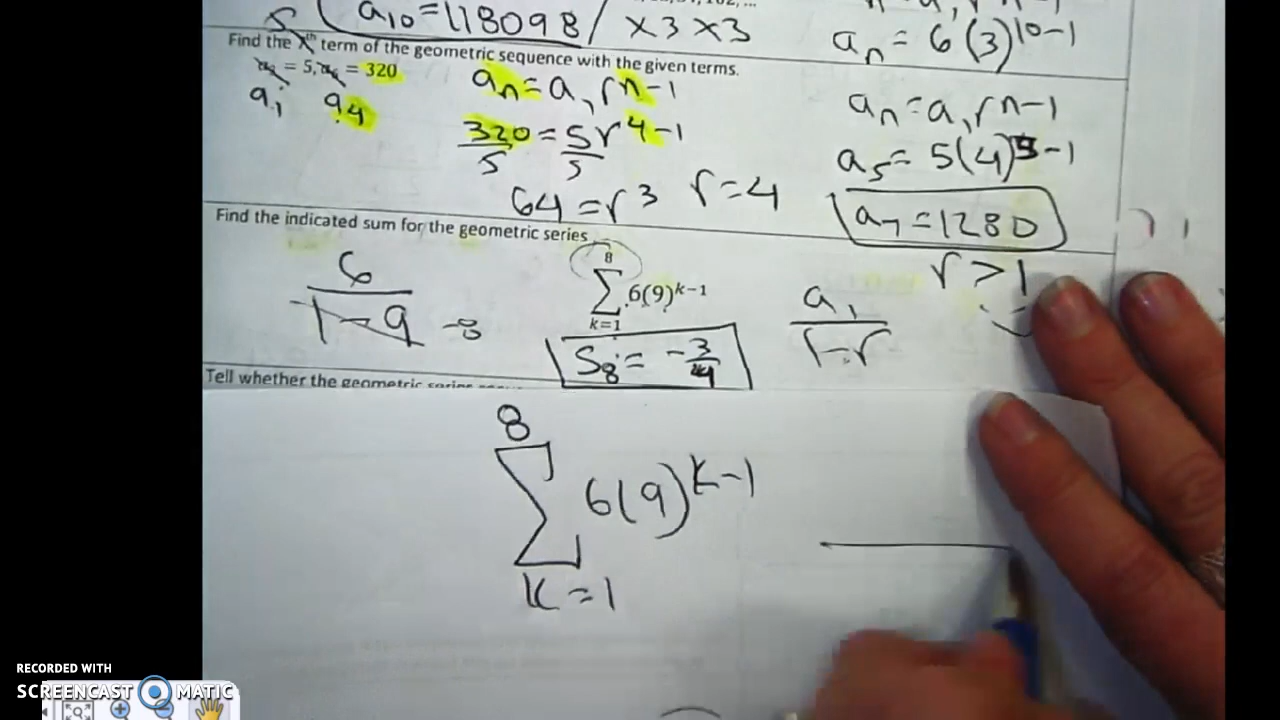 5 a₁₀=118098 ×3×3
aₙ = 6(3)¹⁰⁻¹
Find the xᵗʰ term of the geometric sequence with the given terms.
= 5, = 320
a₁ a₄
aₙ = a₁rⁿ⁻¹
320 = 5r⁴⁻¹
5 5
64 = r³ r = 4
aₙ = a₁rⁿ⁻¹
a₅ = 5(4)⁵⁻¹
a₇ = 1280
Find the indicated sum for the geometric series
6
1-9 -8
8
∑ 6(9)ᵏ⁻¹
k=1
S₈ = -3/4
a₁
1-r
r > 1
Tell whether the geometric series
8
∑ 6(9)ᴷ⁻¹
K = 1
RECORDED WITH
SCREENCAST MATIC